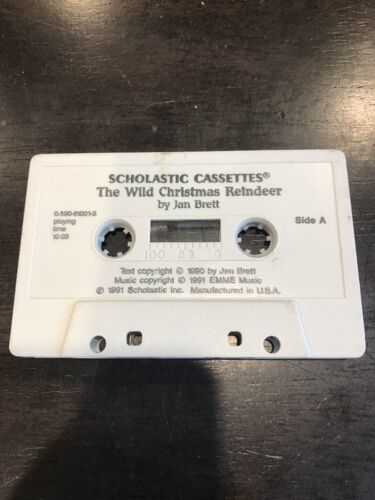 SCHOLASTIC CASSETTES®
The Wild Christmas Reindeer
by Jan Brett
0-590-61001-5
playing
time
10:09
Side A
100 50 0
Text copyright © 1990 by Jan Brett
Music copyright © 1991 EMME Music
℗ 1991 Scholastic Inc. Manufactured in U.S.A.